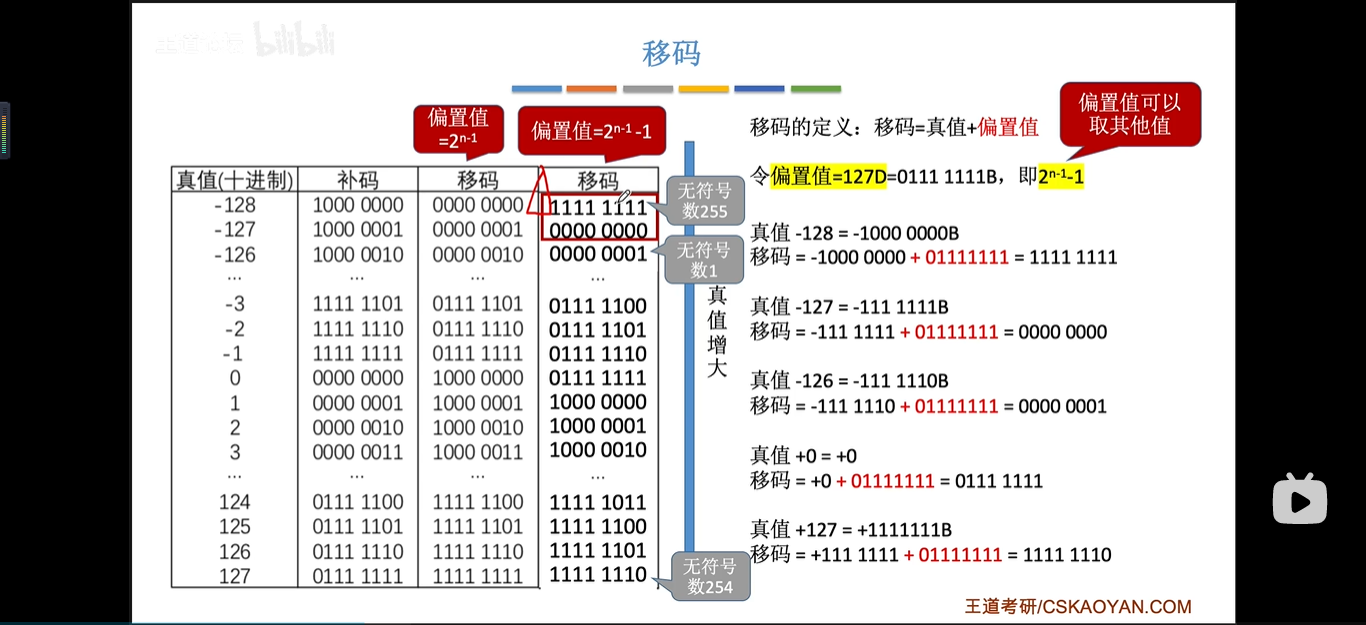 bilibili
移码
偏置值
=2ⁿ⁻¹
偏置值=2ⁿ⁻¹ -1
偏置值可以
取其他值
移码的定义：移码=真值+偏置值
令偏置值=127D=0111 1111B，即2ⁿ⁻¹-1
真值(十进制) 补码 移码 移码
-128 1000 0000 0000 0000 1111 1111
-127 1000 0001 0000 0001 0000 0000
-126 1000 0010 0000 0010 0000 0001
... ... ... ...
-3 1111 1101 0111 1101 0111 1100
-2 1111 1110 0111 1110 0111 1101
-1 1111 1111 0111 1111 0111 1110
0 0000 0000 1000 0000 0111 1111
1 0000 0001 1000 0001 1000 0000
2 0000 0010 1000 0010 1000 0001
3 0000 0011 1000 0011 1000 0010
... ... ... ...
124 0111 1100 1111 1100 1111 1011
125 0111 1101 1111 1101 1111 1100
126 0111 1110 1111 1110 1111 1101
127 0111 1111 1111 1111 1111 1110
无符号
数255
无符号
数1
真
值
增
大
无符号
数254
真值 -128 = -1000 0000B
移码 = -1000 0000 + 01111111 = 1111 1111
真值 -127 = -111 1111B
移码 = -111 1111 + 01111111 = 0000 0000
真值 -126 = -111 1110B
移码 = -111 1110 + 01111111 = 0000 0001
真值 +0 = +0
移码 = +0 + 01111111 = 0111 1111
真值 +127 = +1111111B
移码 = +111 1111 + 01111111 = 1111 1110
王道考研/CSKAOYAN.COM